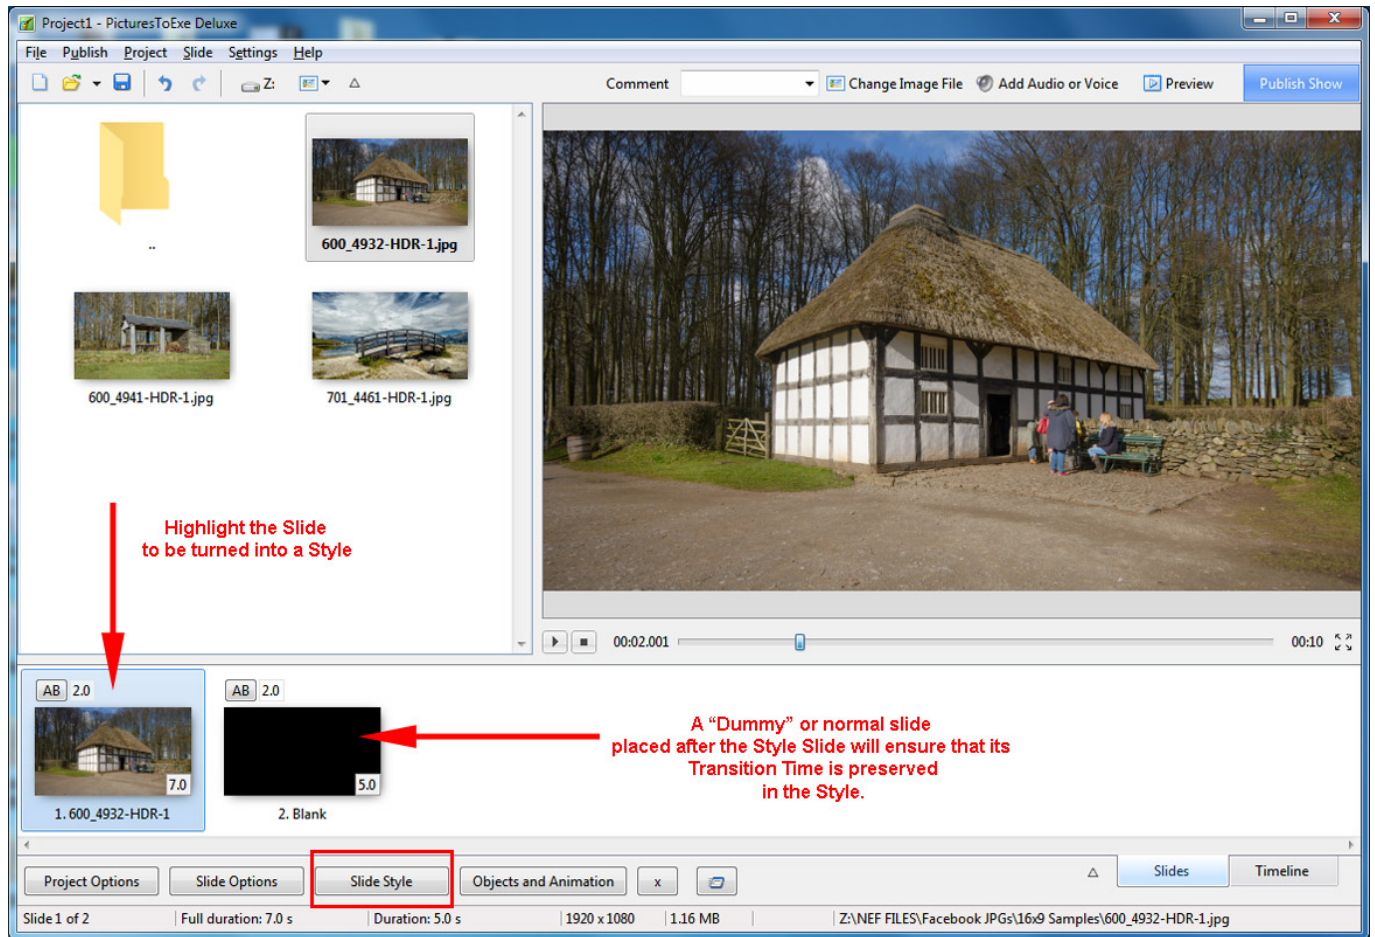 Project1 - PicturesToExe Deluxe
File Publish Project Slide Settings Help
Z: Comment Change Image File Add Audio or Voice Preview Publish Show
..
600_4932-HDR-1.jpg
600_4941-HDR-1.jpg
701_4461-HDR-1.jpg
Highlight the Slide
to be turned into a Style
00:02.001 00:10
AB 2.0
7.0
1. 600_4932-HDR-1
AB 2.0
5.0
2. Blank
A “Dummy” or normal slide
placed after the Style Slide will ensure that its
Transition Time is preserved
in the Style.
Project Options Slide Options Slide Style Objects and Animation x Slides Timeline
Slide 1 of 2 Full duration: 7.0 s Duration: 5.0 s 1920 x 1080 1.16 MB Z:\NEF FILES\Facebook JPGs\16x9 Samples\600_4932-HDR-1.jpg